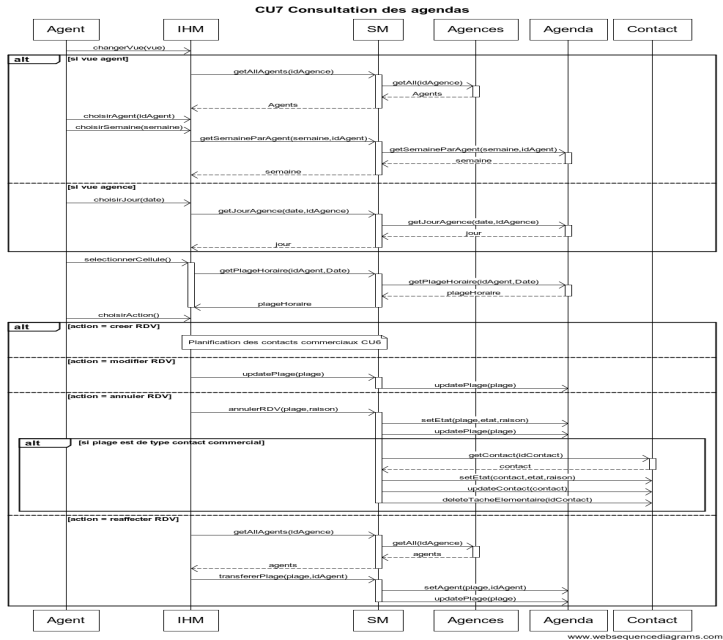 CU7 Consultation des agendas
Agent IHM SM Agences Agenda Contact
changerVue(vue)
alt [si vue agent]
getAllAgents(idAgence)
getAll(idAgence)
Agents
Agents
choisirAgent(idAgent)
choisirSemaine(semaine)
getSemaineParAgent(semaine,idAgent)
getSemaineParAgent(semaine,idAgent)
semaine
semaine
[si vue agence]
choisirJour(date)
getJourAgence(date,idAgence)
getJourAgence(date,idAgence)
jour
jour
selectionnerCellule()
getPlageHoraire(idAgent,Date)
getPlageHoraire(idAgent,Date)
plageHoraire
plageHoraire
choisirAction()
alt [action = creer RDV]
Planification des contacts commerciaux CU6
[action = modifier RDV]
updatePlage(plage)
updatePlage(plage)
[action = annuler RDV]
annulerRDV(plage,raison)
setEtat(plage,etat,raison)
updatePlage(plage)
alt [si plage est de type contact commercial]
getContact(idContact)
contact
setEtat(contact,etat,raison)
updateContact(contact)
deleteTacheElementaire(idContact)
[action = reaffecter RDV]
getAllAgents(idAgence)
getAll(idAgence)
agents
agents
transfererPlage(plage,idAgent)
setAgent(plage,idAgent)
updatePlage(plage)
Agent IHM SM Agences Agenda Contact
www.websequencediagrams.com